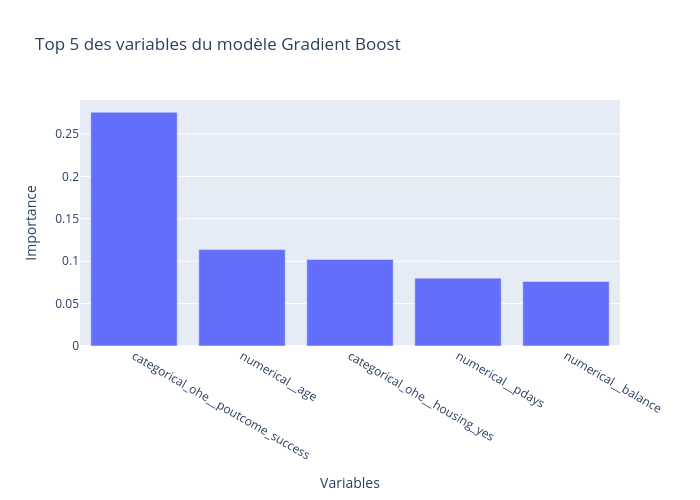 Top 5 des variables du modèle Gradient Boost
Importance
0.25
0.2
0.15
0.1
0.05
0
categorical_ohe__poutcome_success
numerical__age
categorical_ohe__housing_yes
numerical__pdays
numerical__balance
Variables